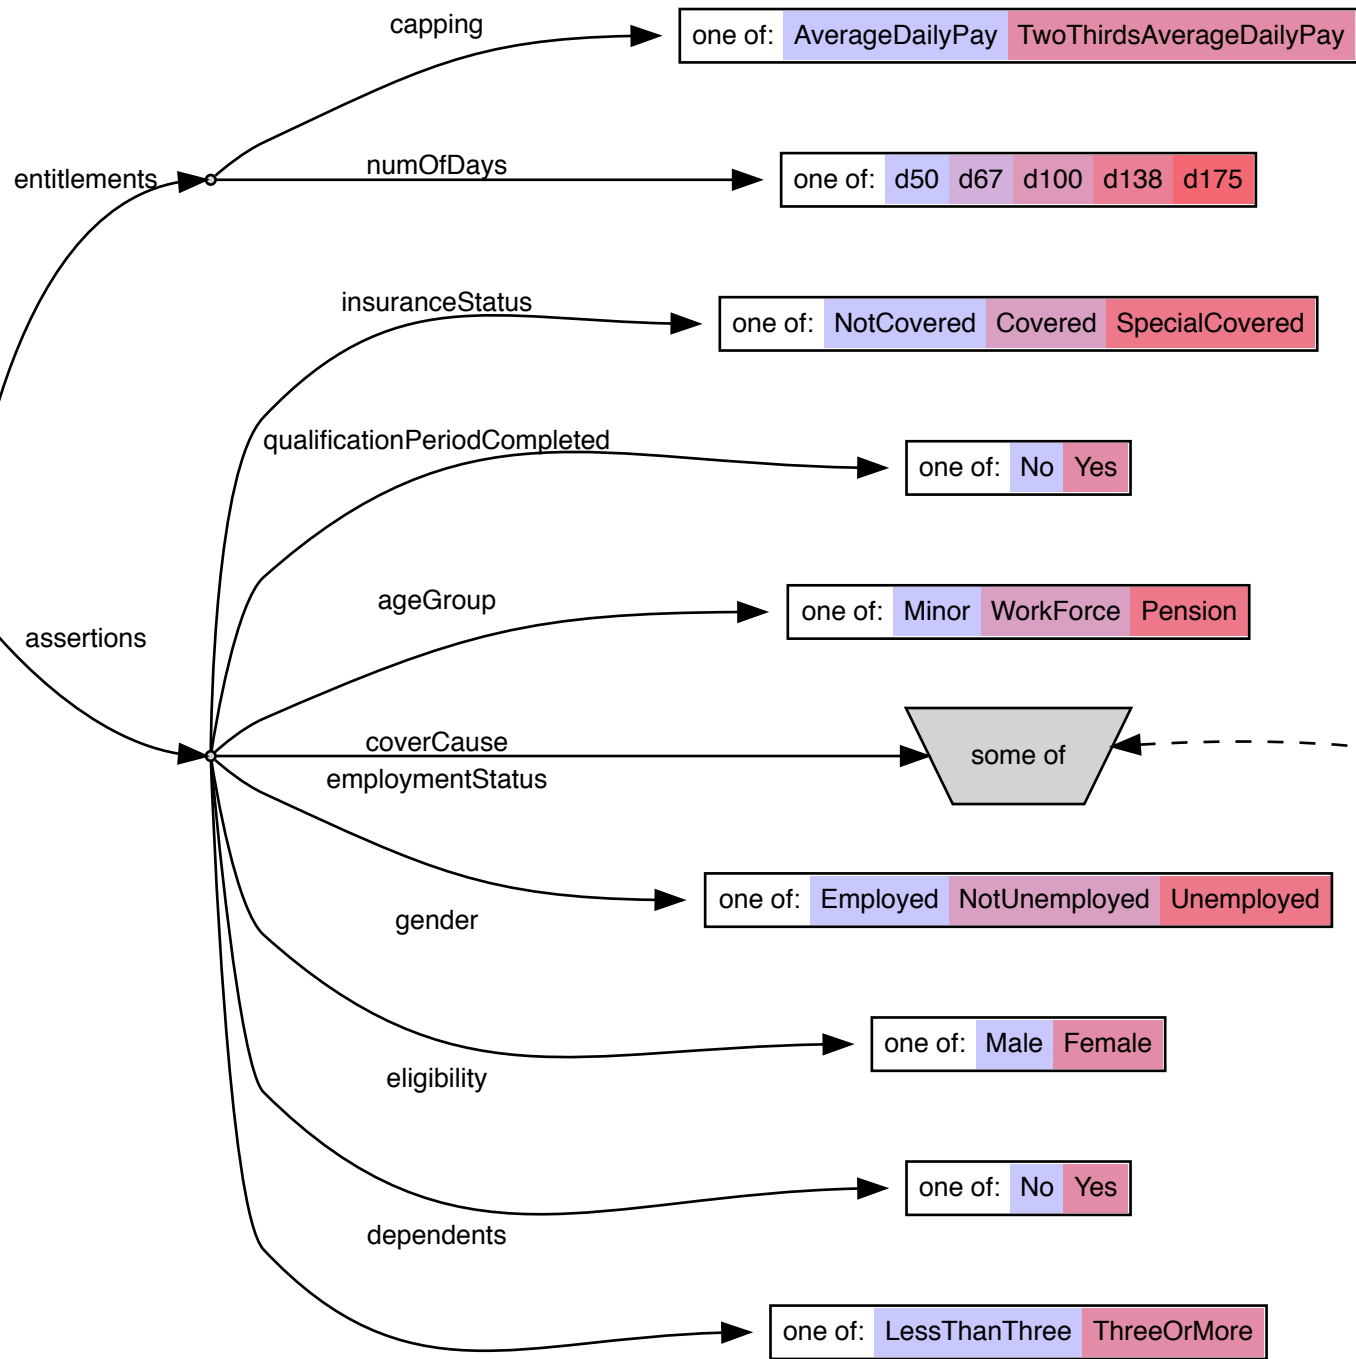 capping
one of: AverageDailyPay TwoThirdsAverageDailyPay
entitlements
numOfDays
one of: d50 d67 d100 d138 d175
insuranceStatus
one of: NotCovered Covered SpecialCovered
qualificationPeriodCompleted
one of: No Yes
ageGroup
one of: Minor WorkForce Pension
assertions
coverCause
some of
employmentStatus
one of: Employed NotUnemployed Unemployed
gender
one of: Male Female
eligibility
one of: No Yes
dependents
one of: LessThanThree ThreeOrMore